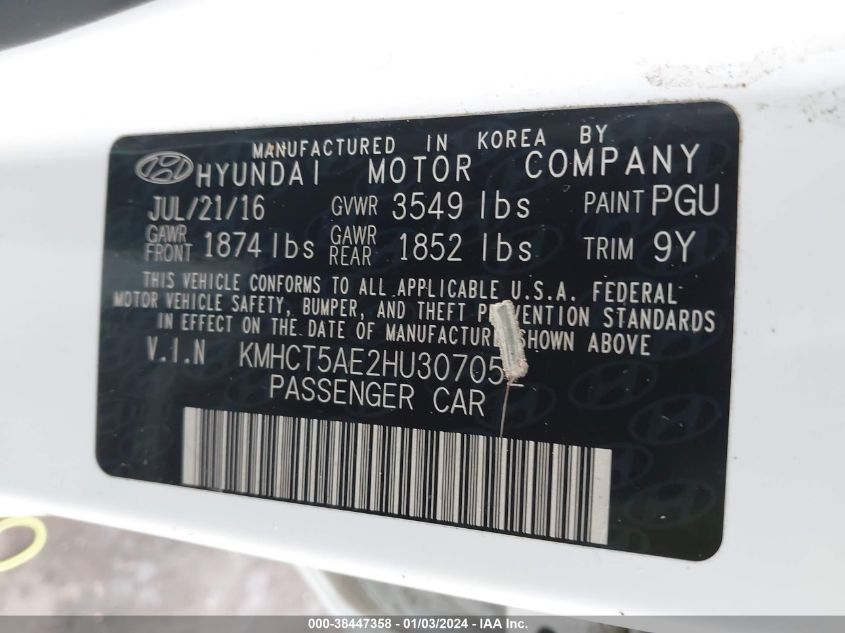 MANUFACTURED IN KOREA BY
HYUNDAI MOTOR COMPANY
JUL/21/16 GVWR 3549 lbs PAINT PGU
GAWR FRONT 1874 lbs GAWR REAR 1852 lbs TRIM 9Y
THIS VEHICLE CONFORMS TO ALL APPLICABLE U.S.A. FEDERAL
MOTOR VEHICLE SAFETY, BUMPER, AND THEFT PREVENTION STANDARDS
IN EFFECT ON THE DATE OF MANUFACTURE SHOWN ABOVE
V.I.N KMHCT5AE2HU307052
PASSENGER CAR
000-38447358 - 01/03/2024 - IAA Inc.